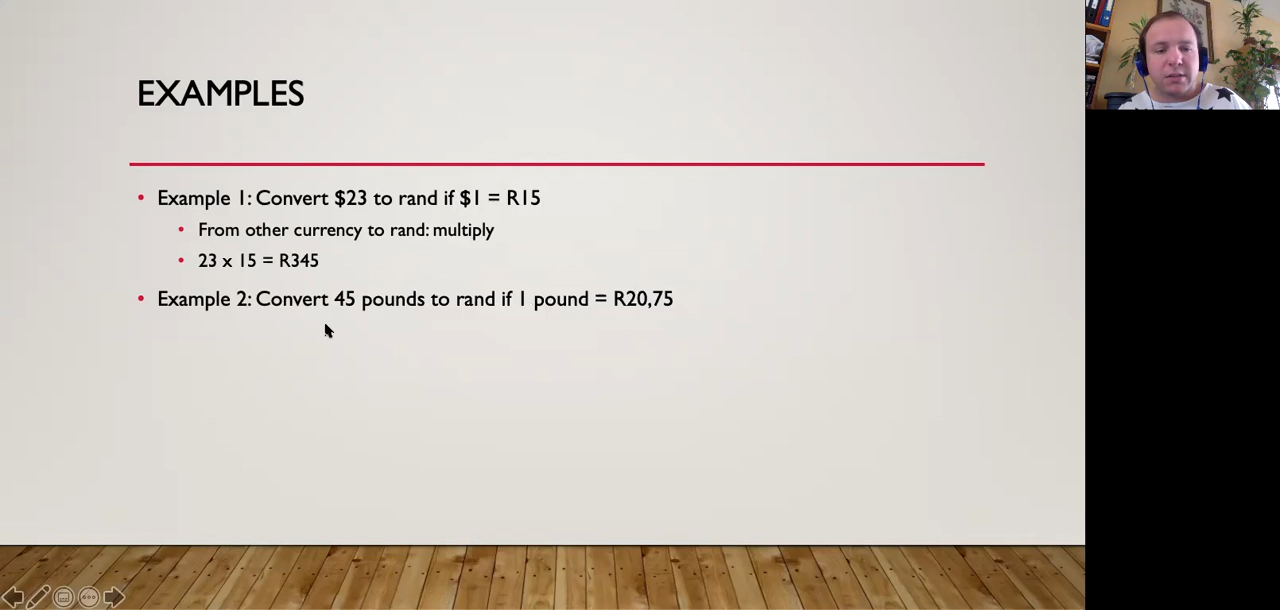 EXAMPLES
Example 1: Convert $23 to rand if $1 = R15
From other currency to rand: multiply
23 x 15 = R345
Example 2: Convert 45 pounds to rand if 1 pound = R20,75